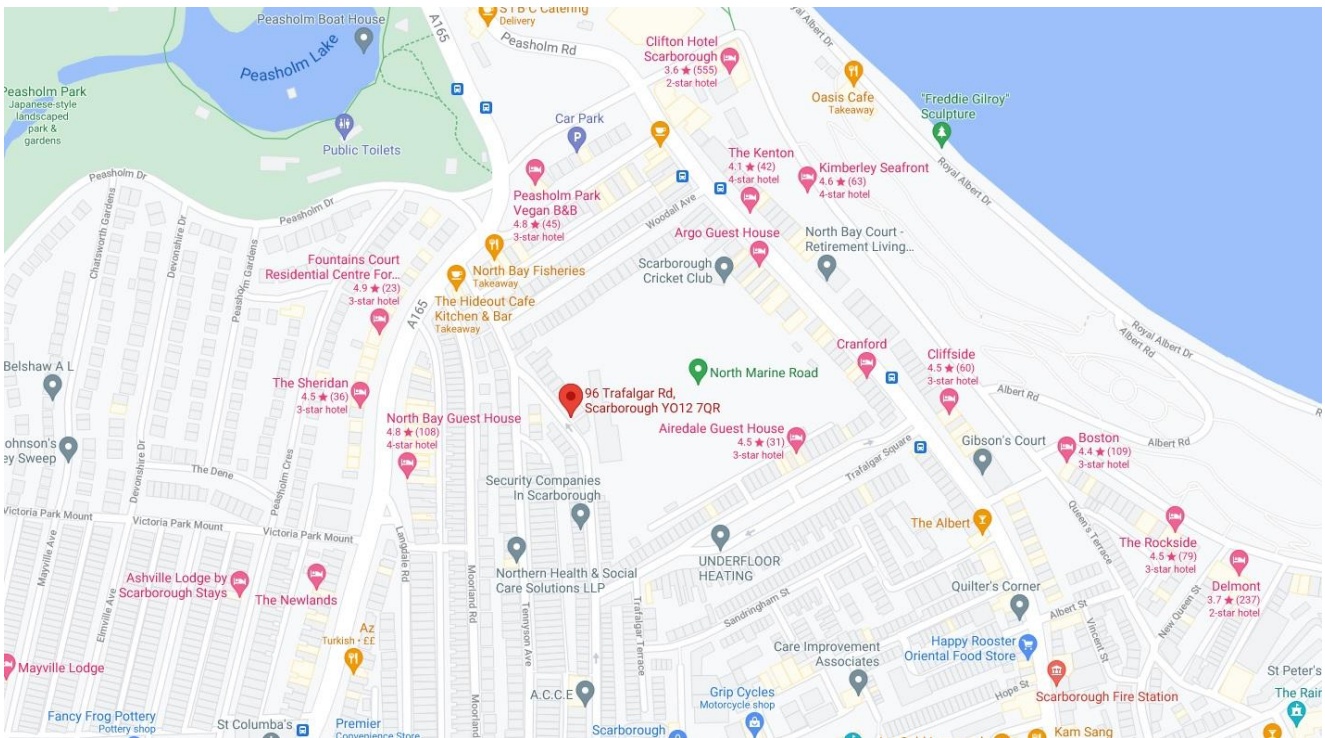 S I B C Catering
Delivery
Peasholm Boat House
A165
Peasholm Rd
Royal Albert Dr
Peasholm Lake
Clifton Hotel
Scarborough
3.6 ★ (555)
2-star hotel
Oasis Cafe
Takeaway
"Freddie Gilroy"
Sculpture
Peasholm Park
Japanese-style
landscaped
park &
gardens
Public Toilets
Car Park
P
The Kenton
4.1 ★ (42)
4-star hotel
Kimberley Seafront
4.6 ★ (63)
4-star hotel
Royal Albert Dr
Peasholm Dr
Peasholm Dr
Peasholm Park
Vegan B&B
4.8 ★ (45)
3-star hotel
Woodall Ave
Chatsworth Gardens
Devonshire Dr
Peasholm Gardens
Argo Guest House
North Bay Court -
Retirement Living...
Scarborough
Cricket Club
Fountains Court
Residential Centre For...
4.9 ★ (23)
3-star hotel
North Bay Fisheries
Takeaway
The Hideout Cafe
Kitchen & Bar
Takeaway
A165
Royal Albert Dr
Albert Rd
Belshaw A L
Cranford
Cliffside
4.5 ★ (60)
3-star hotel
North Marine Road
The Sheridan
4.5 ★ (36)
3-star hotel
96 Trafalgar Rd,
Scarborough YO12 7QR
Albert Rd
Albert Rd
North Bay Guest House
4.8 ★ (108)
4-star hotel
Airedale Guest House
4.5 ★ (31)
3-star hotel
Gibson's Court
Boston
4.4 ★ (109)
3-star hotel
ohnson's
ey Sweep
The Dene
Devonshire Dr
Peasholm Cres
Trafalgar Square
Security Companies
In Scarborough
Victoria Park Mount
Victoria Park Mount
Victoria Park Mount
Langdale Rd
The Albert
Queen's Terrace
The Rockside
4.5 ★ (79)
3-star hotel
Mayville Ave
Elmville Ave
Ashville Lodge by
Scarborough Stays
The Newlands
Moorland Rd
Northern Health & Social
Care Solutions LLP
UNDERFLOOR
HEATING
Delmont
3.7 ★ (237)
2-star hotel
Quilter's Corner
Albert St
Sandringham St
Tennyson Ave
Trafalgar Terrace
New Queen St
Vincent St
Az
Turkish • ££
Happy Rooster
Oriental Food Store
Care Improvement
Associates
Mayville Lodge
Hope St
Scarborough Fire Station
St Peter's
The Rain
A.C.C.E
Moorland
Grip Cycles
Motorcycle shop
Fancy Frog Pottery
Pottery shop
St Columba's
Premier
Convenience Store
Scarborough
Kam Sang